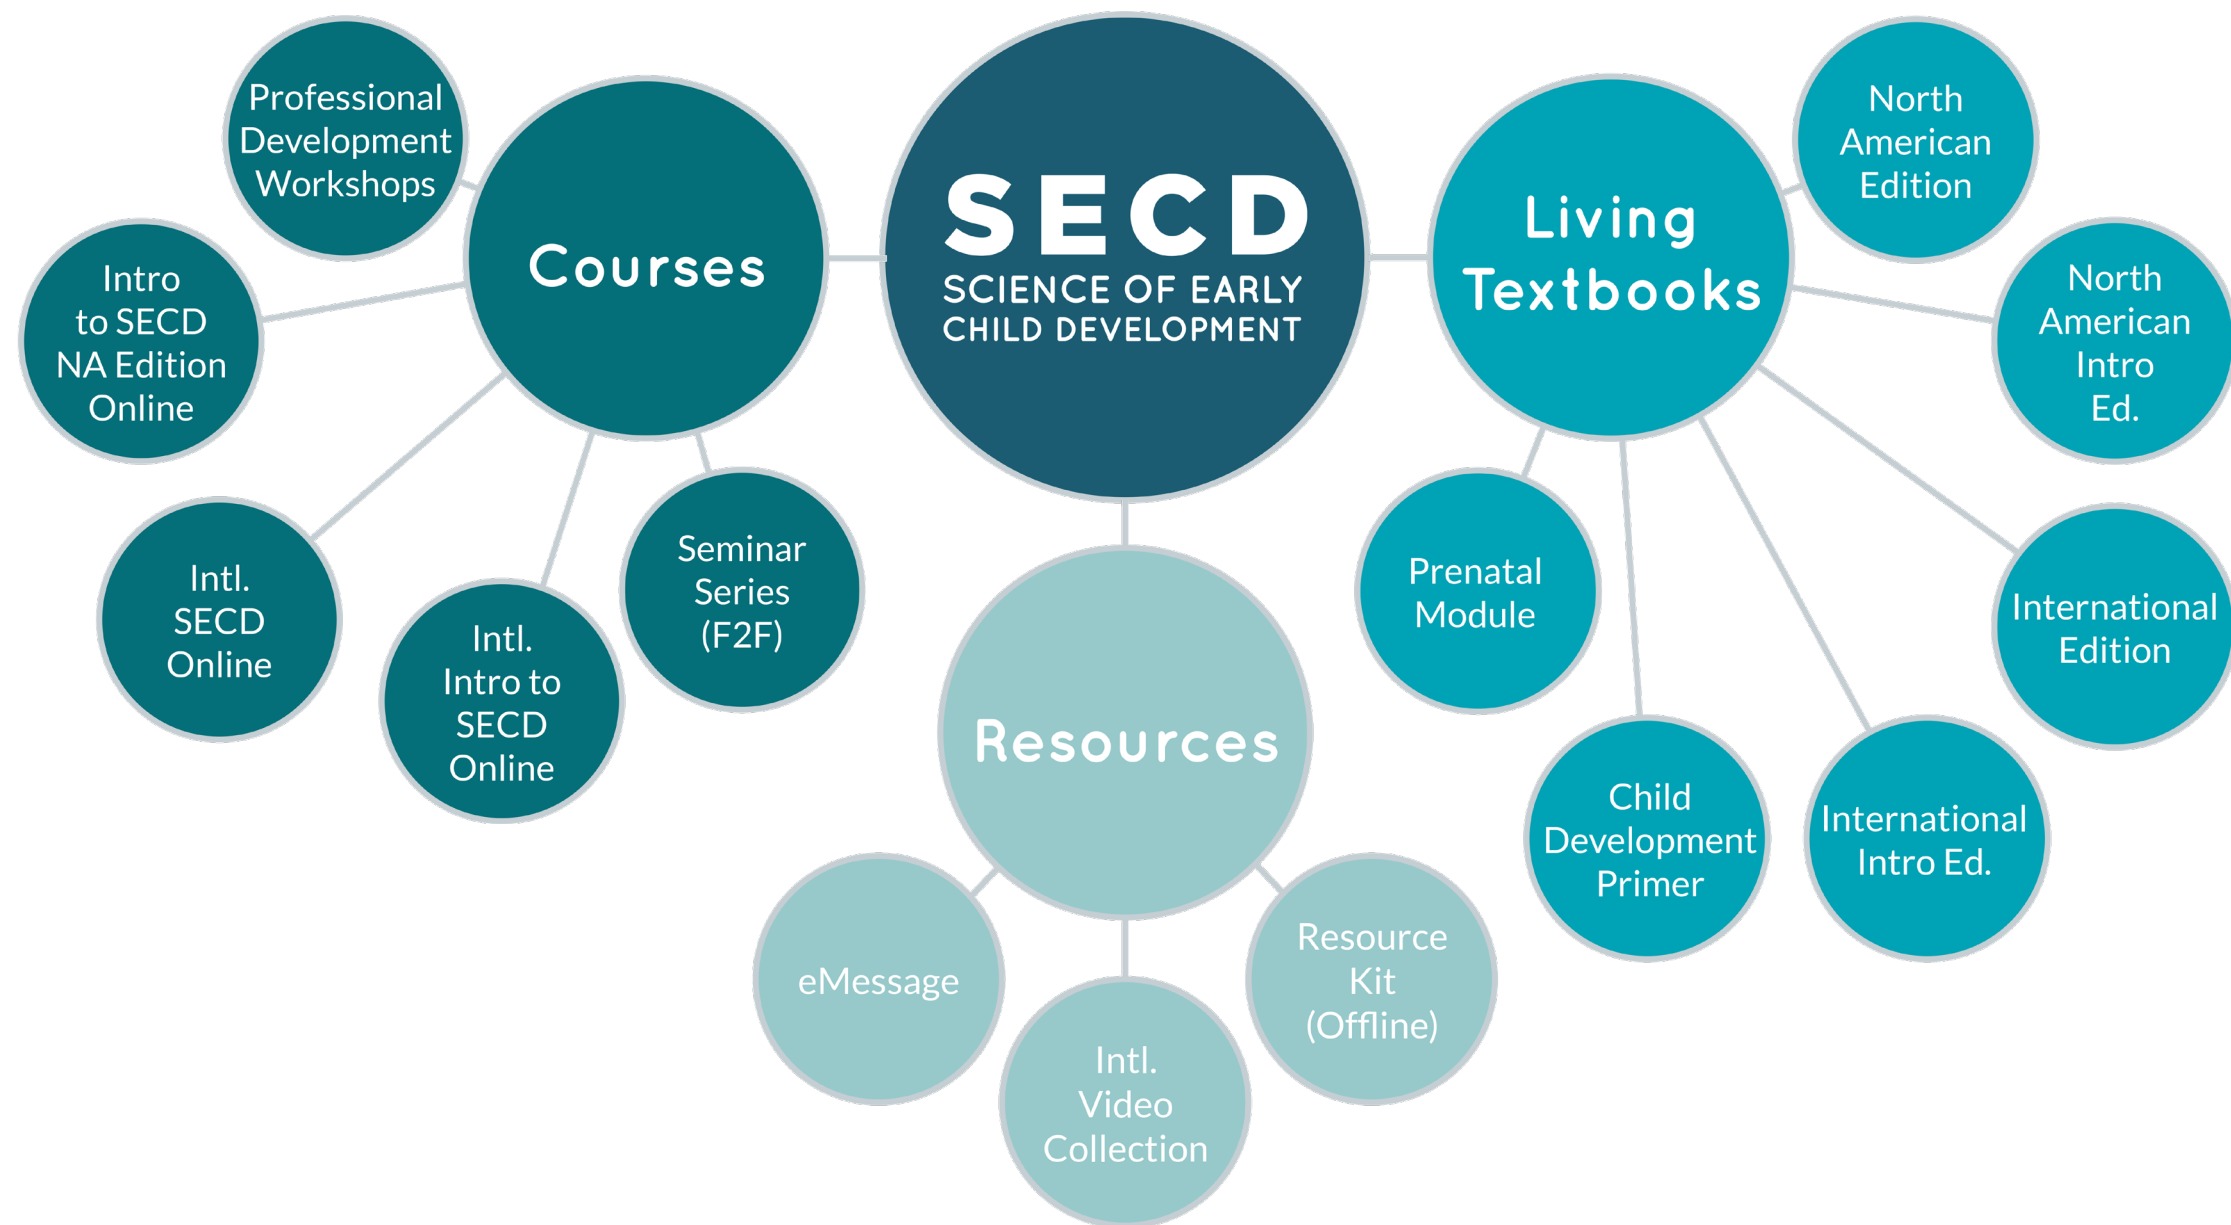 SECD
SCIENCE OF EARLY
CHILD DEVELOPMENT
Courses
Professional
Development
Workshops
Intro
to SECD
NA Edition
Online
Intl.
SECD
Online
Intl.
Intro to
SECD
Online
Seminar
Series
(F2F)
Living
Textbooks
North
American
Edition
North
American
Intro
Ed.
International
Edition
International
Intro Ed.
Child
Development
Primer
Prenatal
Module
Resources
eMessage
Intl.
Video
Collection
Resource
Kit
(Offline)